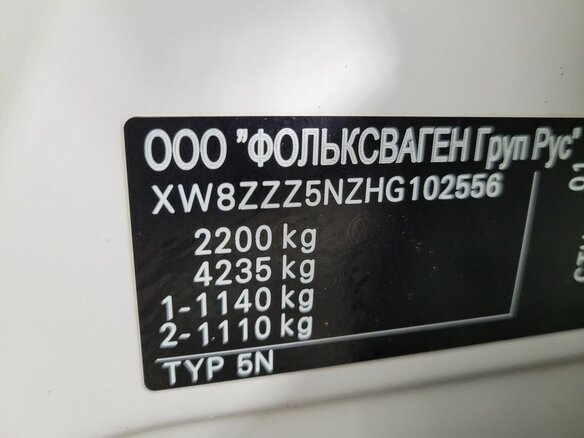 ООО "ФОЛЬКСВАГЕН Груп Рус"
XW8ZZZ5NZHG102556
2200 kg
4235 kg
1-1140 kg
2-1110 kg
TYP 5N